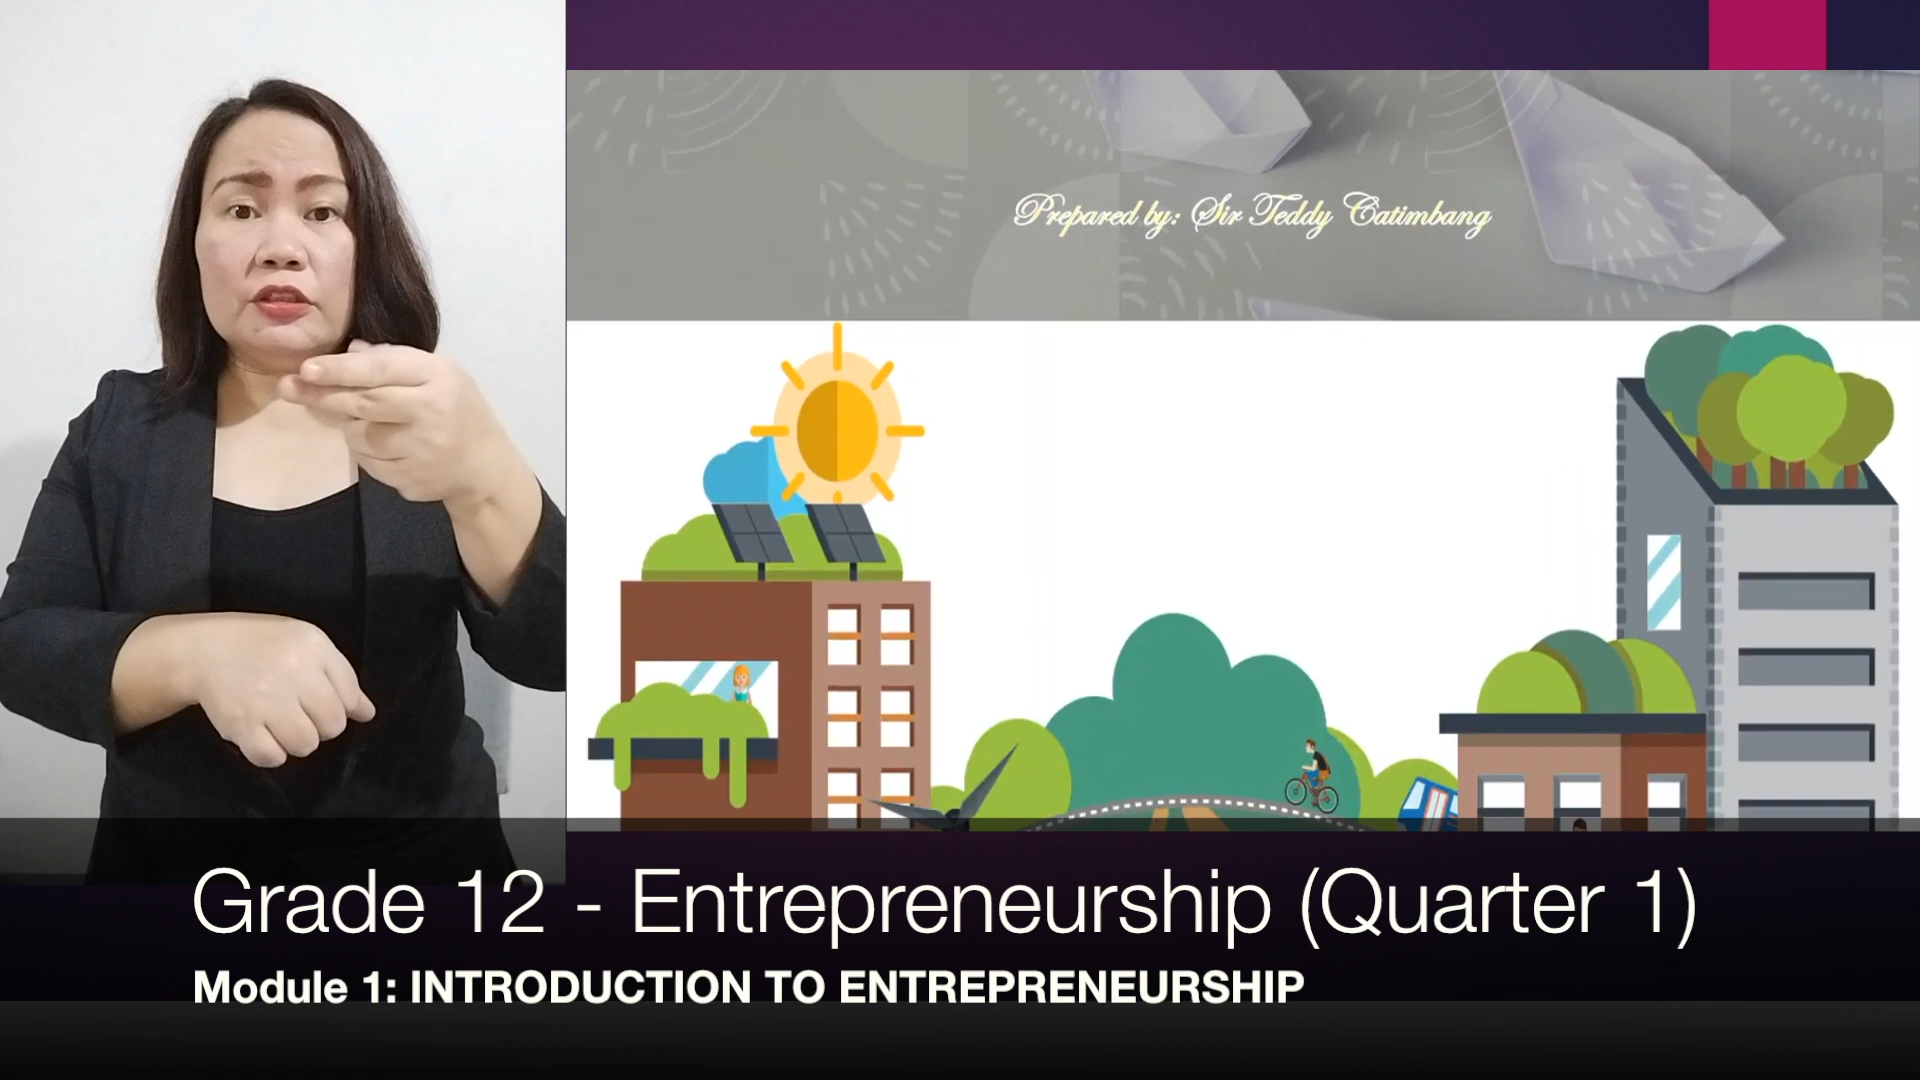 Prepared by: Sir Teddy Catimbang
Grade 12 - Entrepreneurship (Quarter 1)
Module 1: INTRODUCTION TO ENTREPRENEURSHIP